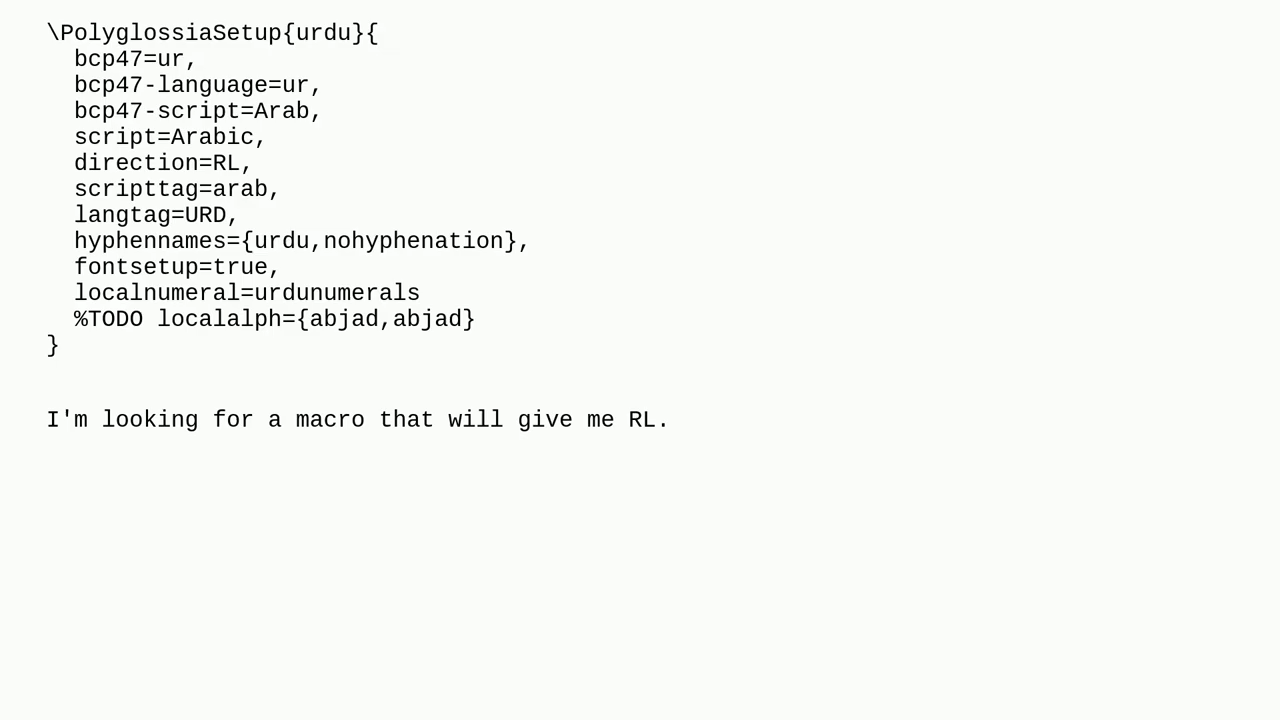 \PolyglossiaSetup{urdu}{
  bcp47=ur,
  bcp47-language=ur,
  bcp47-script=Arab,
  script=Arabic,
  direction=RL,
  scripttag=arab,
  langtag=URD,
  hyphennames={urdu,nohyphenation},
  fontsetup=true,
  localnumeral=urdunumerals
  %TODO localalph={abjad,abjad}
}
I'm looking for a macro that will give me RL.